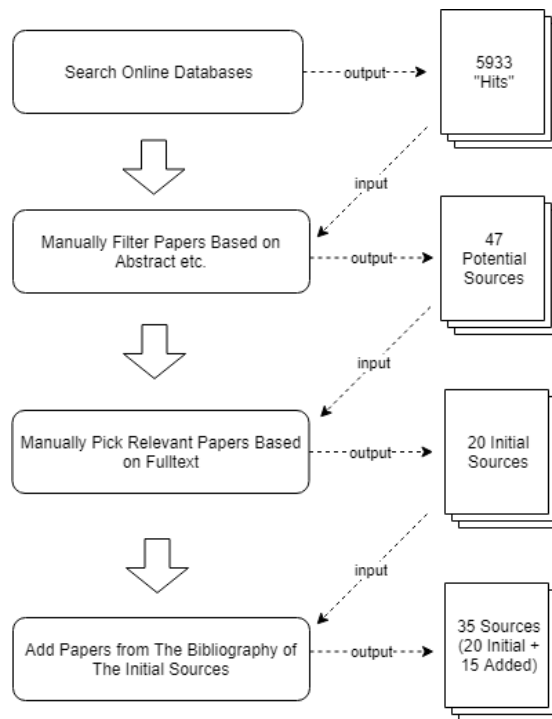 Search Online Databases
output
5933
"Hits"
input
Manually Filter Papers Based on
Abstract etc.
output
47
Potential
Sources
input
Manually Pick Relevant Papers Based
on Fulltext
output
20 Initial
Sources
input
Add Papers from The Bibliography of
The Initial Sources
output
35 Sources
(20 Initial +
15 Added)